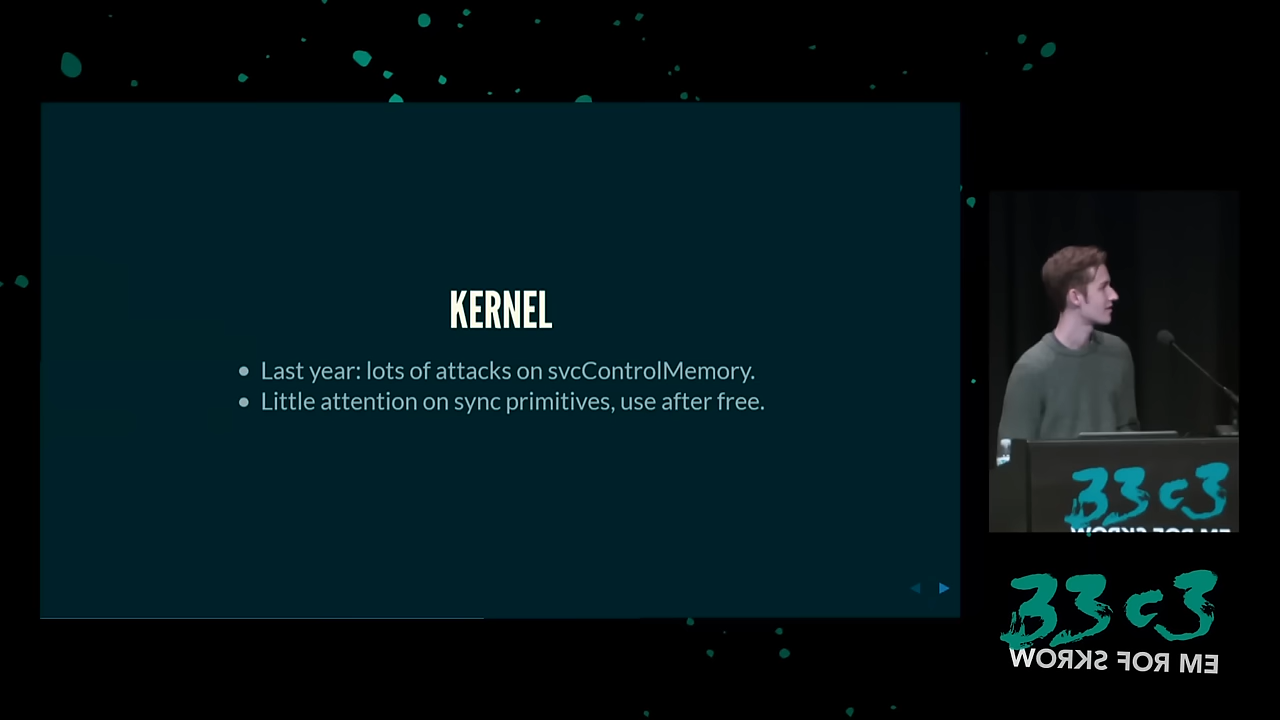 KERNEL
Last year: lots of attacks on svcControlMemory.
Little attention on sync primitives, use after free.
33c3
33c3
WORKS FOR ME